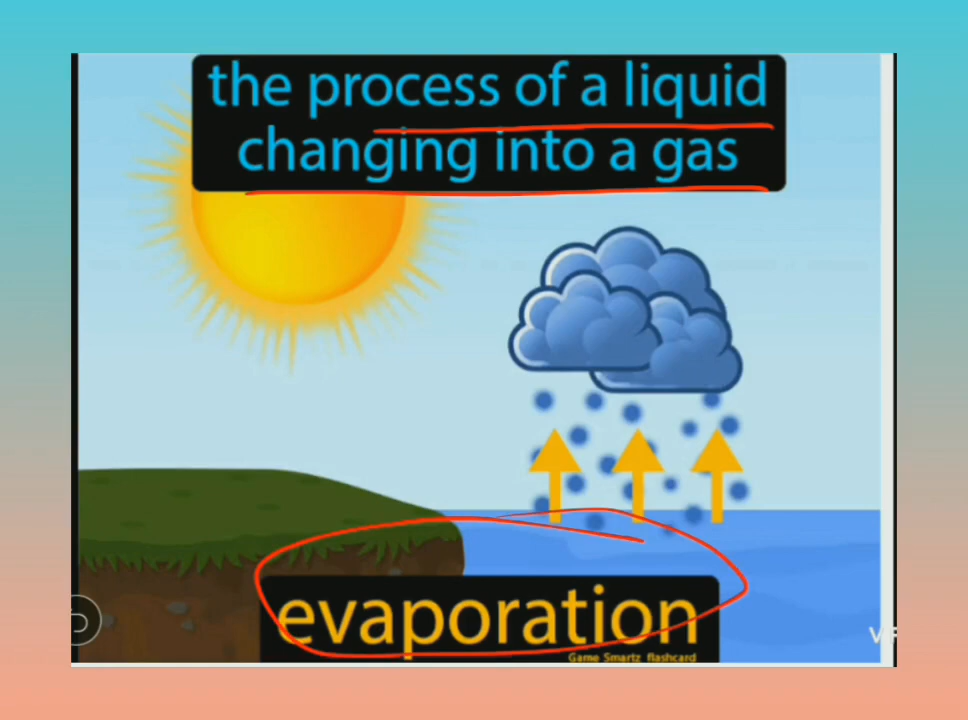 the process of a liquid
changing into a gas
evaporation
Game Smartz flashcard